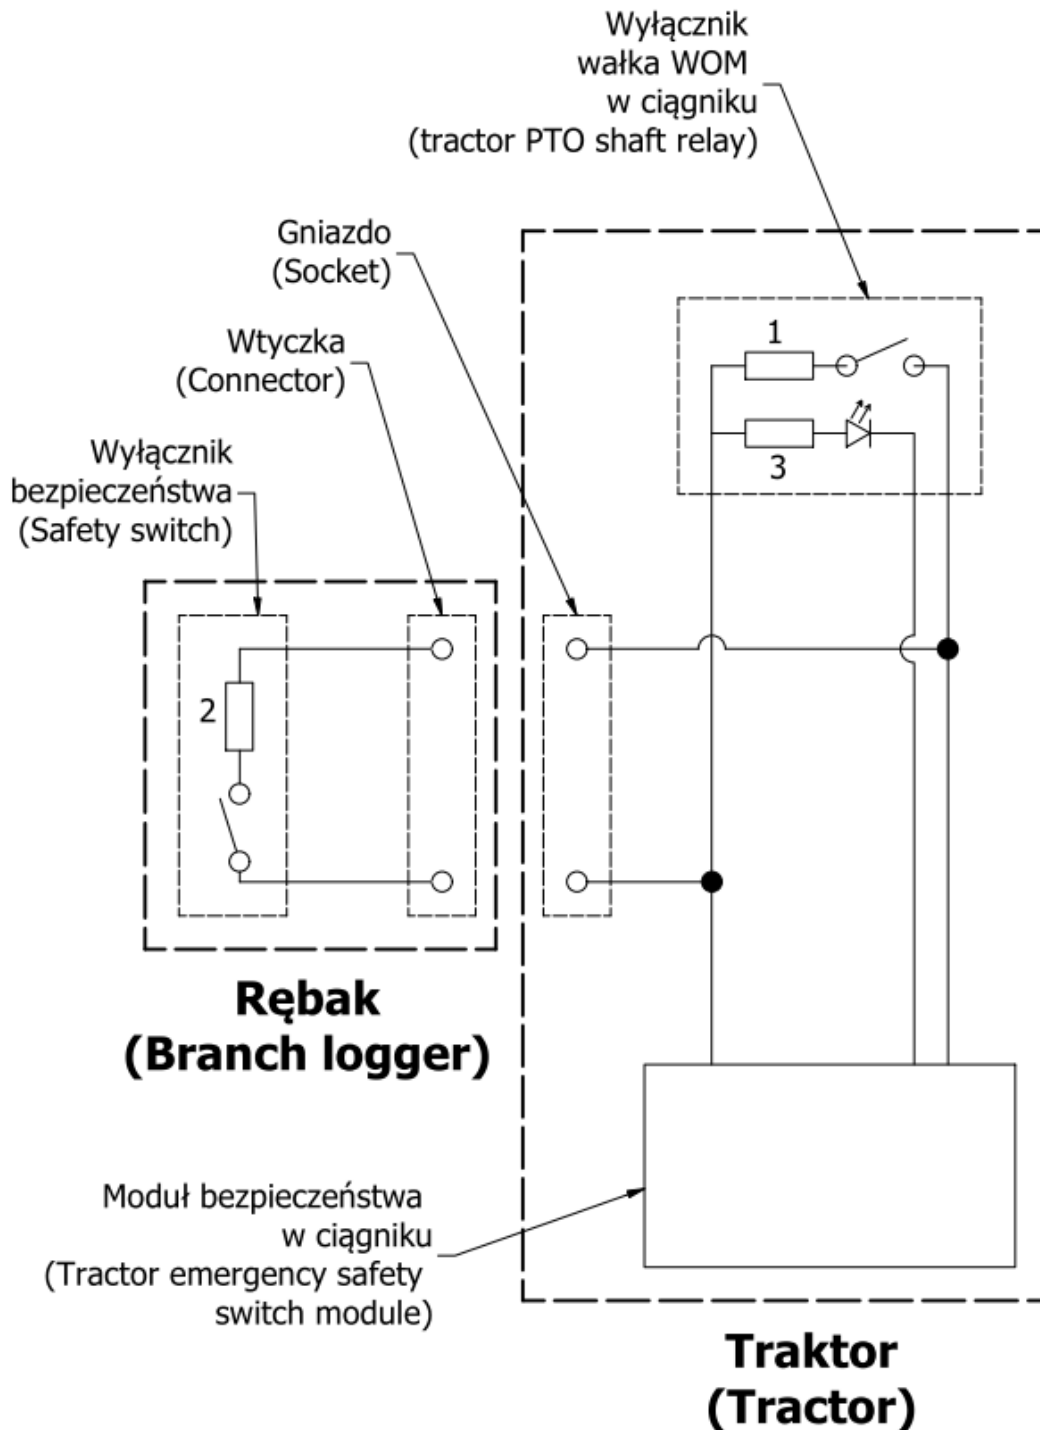 Wyłącznik
wałka WOM
w ciągniku
(tractor PTO shaft relay)
Gniazdo
(Socket)
Wtyczka
(Connector)
Wyłącznik
bezpieczeństwa
(Safety switch)
1
3
2
Rębak
(Branch logger)
Moduł bezpieczeństwa
w ciągniku
(Tractor emergency safety
switch module)
Traktor
(Tractor)